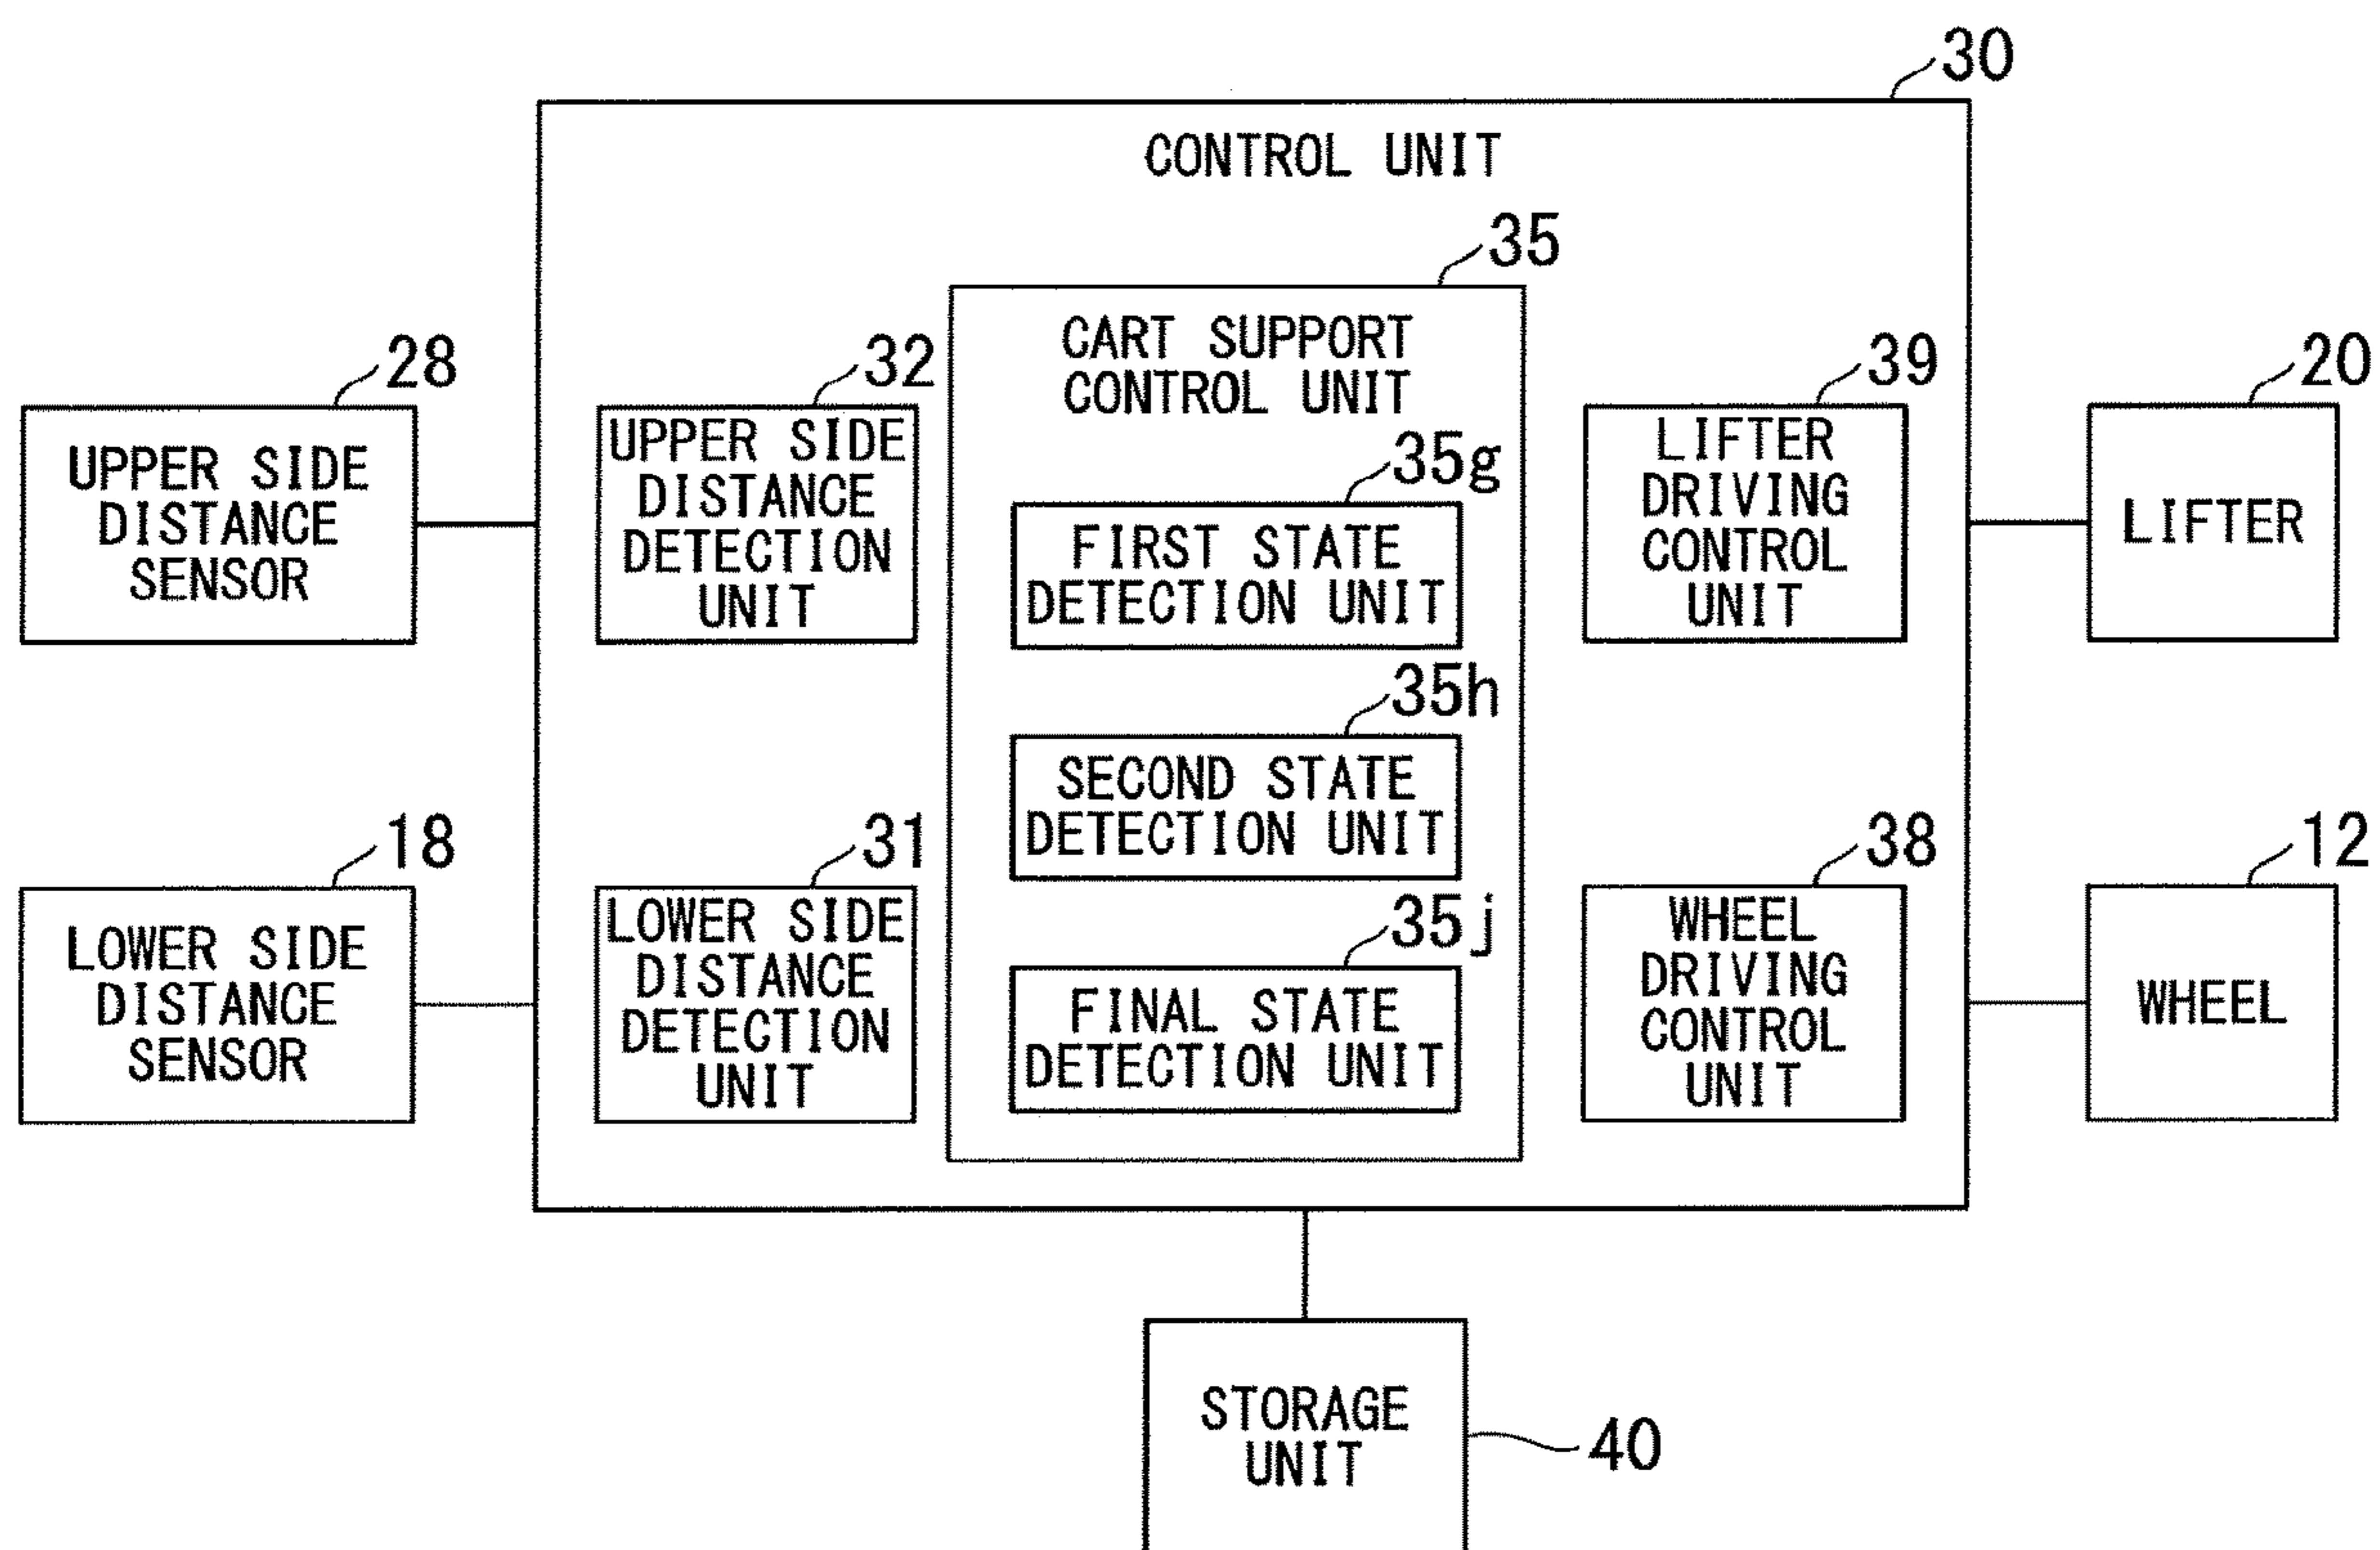 30
CONTROL UNIT
35
CART SUPPORT
CONTROL UNIT
28
UPPER SIDE
DISTANCE
SENSOR
32
UPPER SIDE
DISTANCE
DETECTION
UNIT
35g
FIRST STATE
DETECTION UNIT
39
LIFTER
DRIVING
CONTROL
UNIT
20
LIFTER
35h
SECOND STATE
DETECTION UNIT
18
LOWER SIDE
DISTANCE
SENSOR
31
LOWER SIDE
DISTANCE
DETECTION
UNIT
35j
FINAL STATE
DETECTION UNIT
38
WHEEL
DRIVING
CONTROL
UNIT
12
WHEEL
STORAGE
UNIT
40